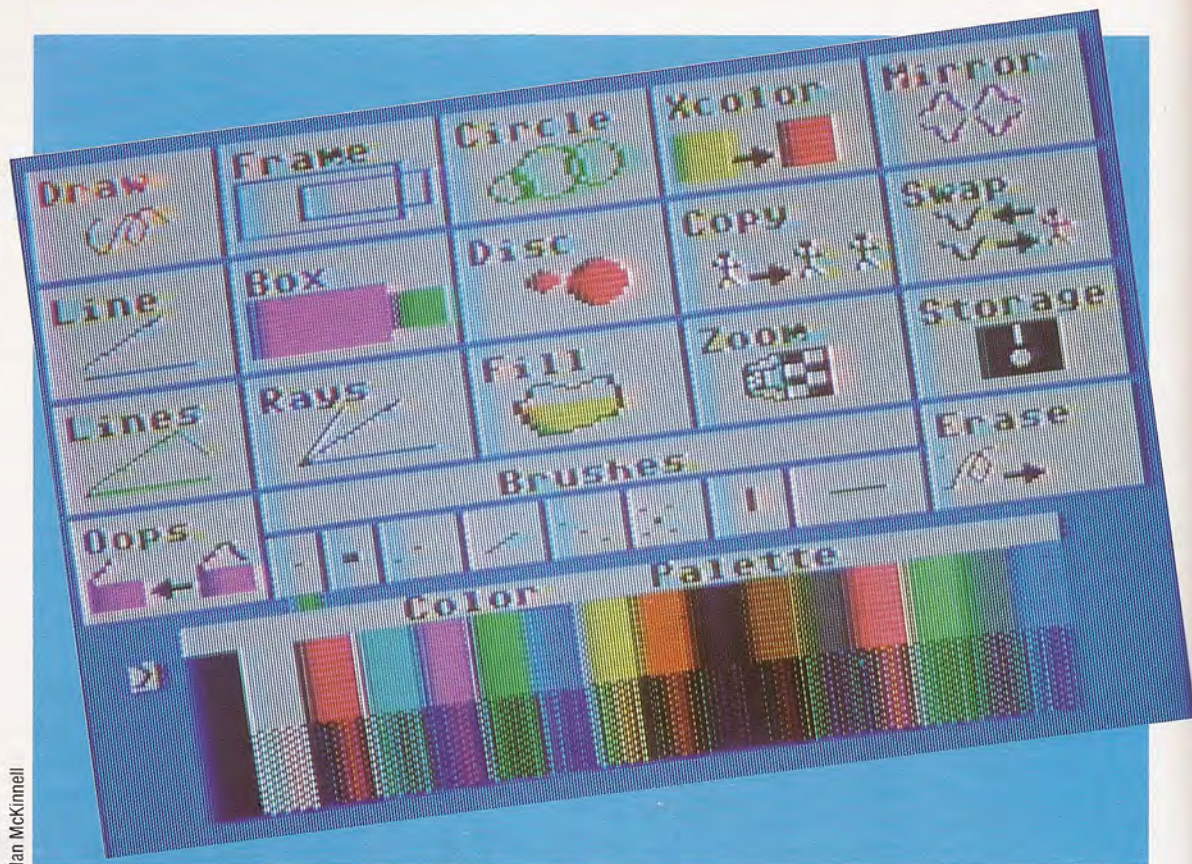 Draw
Frame
Circle
Xcolor
Mirror
Line
Box
Disc
Copy
Swap
Lines
Rays
Fill
Zoom
Storage
Oops
Brushes
Erase
Color Palette
Ian McKinnell